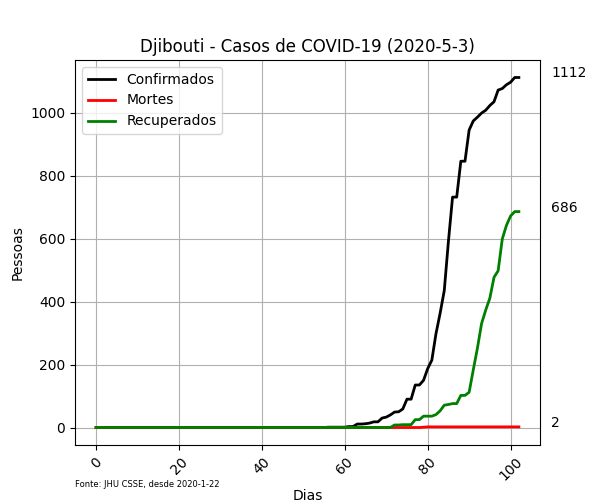 Djibouti - Casos de COVID-19 (2020-5-3)
Confirmados
Mortes
Recuperados
1112
686
2
Pessoas
1000
800
600
400
200
0
0
20
40
60
80
100
Fonte: JHU CSSE, desde 2020-1-22
Dias